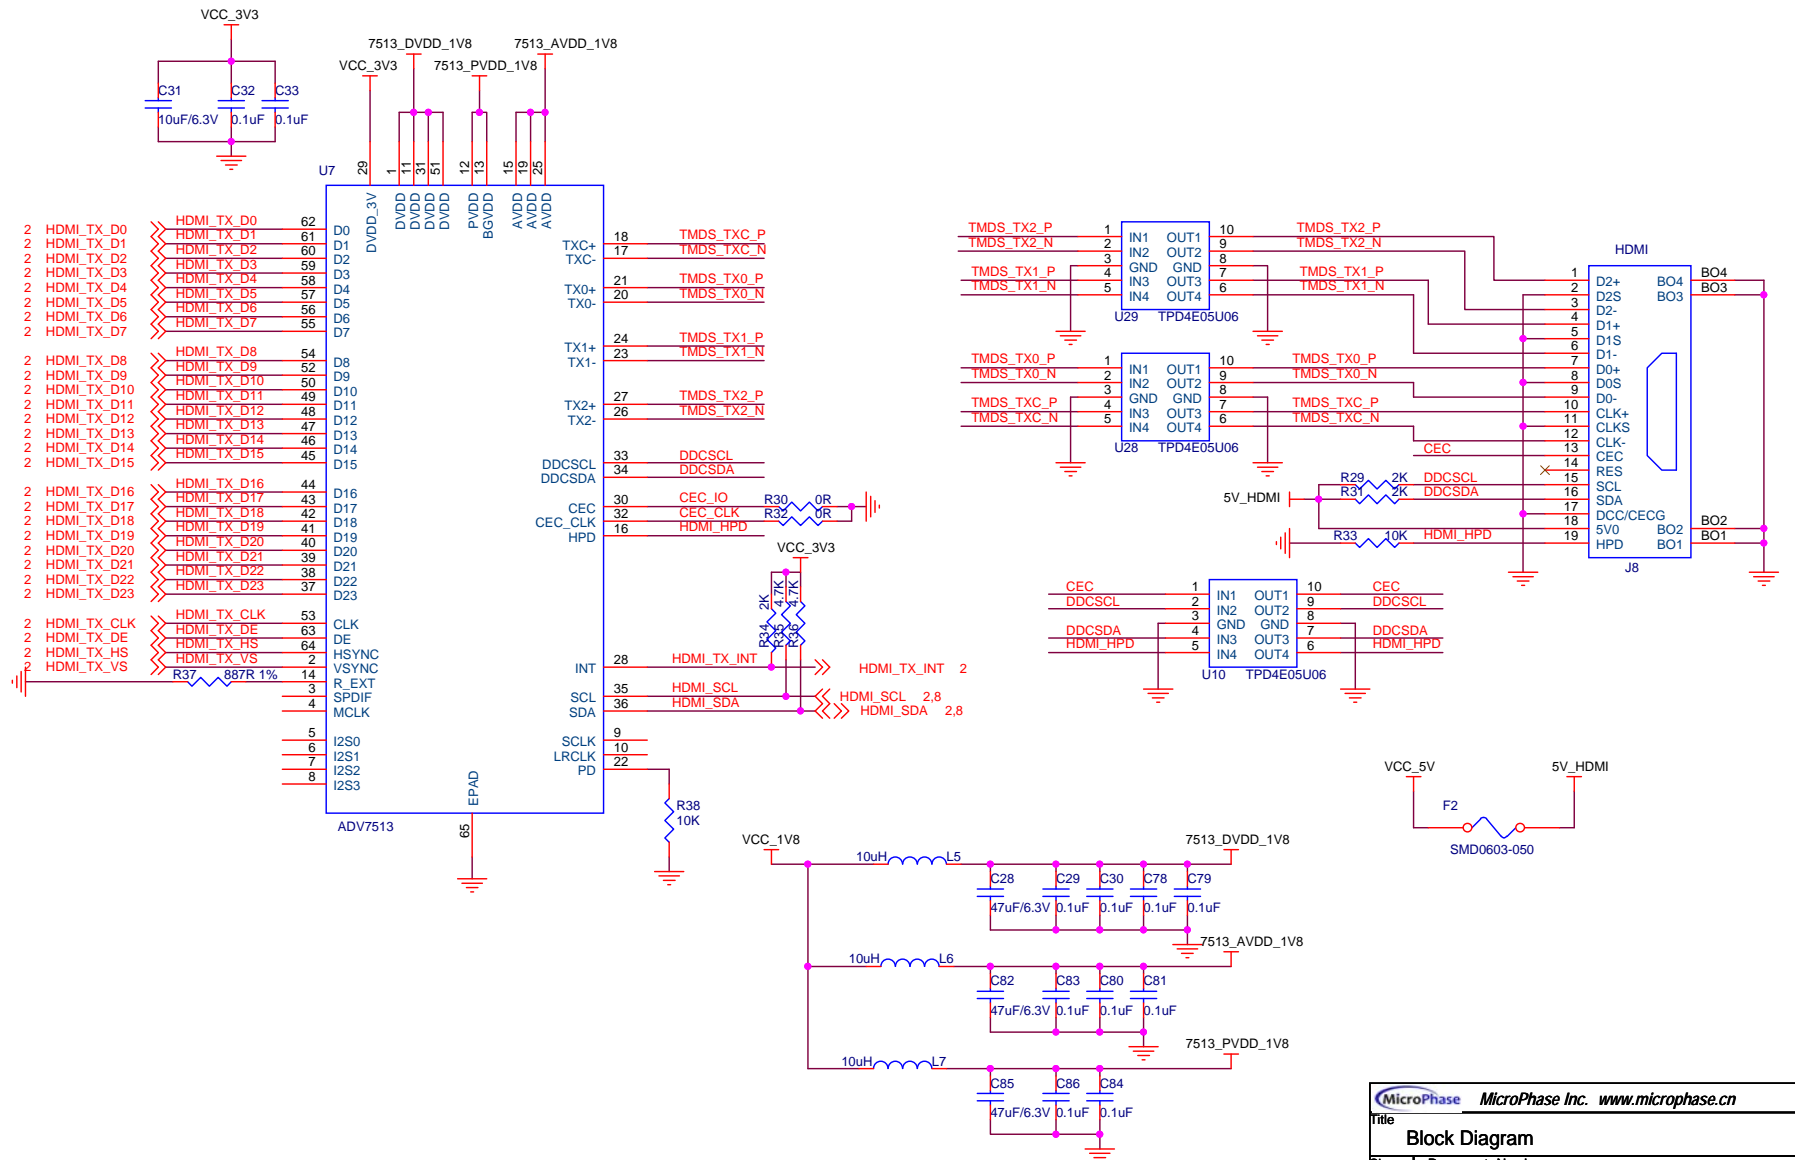 VCC_3V3
C31
C32
C33
10uF/6.3V
0.1uF
0.1uF
7513_DVDD_1V8
7513_AVDD_1V8
VCC_3V3
7513_PVDD_1V8
U7
29
1
11
31
51
12
13
15
19
25
DVDD_3V
DVDD
DVDD
DVDD
DVDD
PVDD
BGVDD
AVDD
AVDD
AVDD
2 HDMI_TX_D0 HDMI_TX_D0 62 D0
2 HDMI_TX_D1 HDMI_TX_D1 61 D1
2 HDMI_TX_D2 HDMI_TX_D2 60 D2
2 HDMI_TX_D3 HDMI_TX_D3 59 D3
2 HDMI_TX_D4 HDMI_TX_D4 58 D4
2 HDMI_TX_D5 HDMI_TX_D5 57 D5
2 HDMI_TX_D6 HDMI_TX_D6 56 D6
2 HDMI_TX_D7 HDMI_TX_D7 55 D7
2 HDMI_TX_D8 HDMI_TX_D8 54 D8
2 HDMI_TX_D9 HDMI_TX_D9 52 D9
2 HDMI_TX_D10 HDMI_TX_D10 50 D10
2 HDMI_TX_D11 HDMI_TX_D11 49 D11
2 HDMI_TX_D12 HDMI_TX_D12 48 D12
2 HDMI_TX_D13 HDMI_TX_D13 47 D13
2 HDMI_TX_D14 HDMI_TX_D14 46 D14
2 HDMI_TX_D15 HDMI_TX_D15 45 D15
2 HDMI_TX_D16 HDMI_TX_D16 44 D16
2 HDMI_TX_D17 HDMI_TX_D17 43 D17
2 HDMI_TX_D18 HDMI_TX_D18 42 D18
2 HDMI_TX_D19 HDMI_TX_D19 41 D19
2 HDMI_TX_D20 HDMI_TX_D20 40 D20
2 HDMI_TX_D21 HDMI_TX_D21 39 D21
2 HDMI_TX_D22 HDMI_TX_D22 38 D22
2 HDMI_TX_D23 HDMI_TX_D23 37 D23
2 HDMI_TX_CLK HDMI_TX_CLK 53 CLK
2 HDMI_TX_DE HDMI_TX_DE 63 DE
2 HDMI_TX_HS HDMI_TX_HS 64 HSYNC
2 HDMI_TX_VS HDMI_TX_VS 2 VSYNC
R37 887R 1% 14 R_EXT
3 SPDIF
4 MCLK
5 I2S0
6 I2S1
7 I2S2
8 I2S3
EPAD
65
ADV7513
TXC+ 18 TMDS_TXC_P
TXC- 17 TMDS_TXC_N
TX0+ 21 TMDS_TX0_P
TX0- 20 TMDS_TX0_N
TX1+ 24 TMDS_TX1_P
TX1- 23 TMDS_TX1_N
TX2+ 27 TMDS_TX2_P
TX2- 26 TMDS_TX2_N
DDCSCL 33 DDCSCL
DDCSDA 34 DDCSDA
CEC 30 CEC_IO R30 0R
CEC_CLK 32 CEC_CLK R32 0R
HPD 16 HDMI_HPD
VCC_3V3
R34 2K
R35 4.7K
R36 4.7K
INT 28 HDMI_TX_INT HDMI_TX_INT 2
SCL 35 HDMI_SCL HDMI_SCL 2,8
SDA 36 HDMI_SDA HDMI_SDA 2,8
SCLK 9
LRCLK 10
PD 22
R38
10K
TMDS_TX2_P 1 IN1 OUT1 10 TMDS_TX2_P
TMDS_TX2_N 2 IN2 OUT2 9 TMDS_TX2_N
3 GND GND 8
TMDS_TX1_P 4 IN3 OUT3 7 TMDS_TX1_P
TMDS_TX1_N 5 IN4 OUT4 6 TMDS_TX1_N
U29 TPD4E05U06
TMDS_TX0_P 1 IN1 OUT1 10 TMDS_TX0_P
TMDS_TX0_N 2 IN2 OUT2 9 TMDS_TX0_N
3 GND GND 8
TMDS_TXC_P 4 IN3 OUT3 7 TMDS_TXC_P
TMDS_TXC_N 5 IN4 OUT4 6 TMDS_TXC_N
U28 TPD4E05U06
HDMI
1 D2+ BO4 BO4
2 D2S BO3 BO3
3 D2-
4 D1+
5 D1S
6 D1-
7 D0+
8 D0S
9 D0-
10 CLK+
11 CLKS
12 CLK-
CEC 13 CEC
14 RES
R29 2K DDCSCL 15 SCL
5V_HDMI R31 2K DDCSDA 16 SDA
17 DCC/CECG
18 5V0 BO2 BO2
R33 10K HDMI_HPD 19 HPD BO1 BO1
J8
CEC 1 IN1 OUT1 10 CEC
DDCSCL 2 IN2 OUT2 9 DDCSCL
3 GND GND 8
DDCSDA 4 IN3 OUT3 7 DDCSDA
HDMI_HPD 5 IN4 OUT4 6 HDMI_HPD
U10 TPD4E05U06
VCC_5V 5V_HDMI
F2
SMD0603-050
VCC_1V8
10uH L5
7513_DVDD_1V8
C28 C29 C30 C78 C79
47uF/6.3V 0.1uF 0.1uF 0.1uF 0.1uF
10uH L6
7513_AVDD_1V8
C82 C83 C80 C81
47uF/6.3V 0.1uF 0.1uF 0.1uF
10uH L7
7513_PVDD_1V8
C85 C86 C84
47uF/6.3V 0.1uF 0.1uF
MicroPhase MicroPhase Inc. www.microphase.cn
Title
Block Diagram